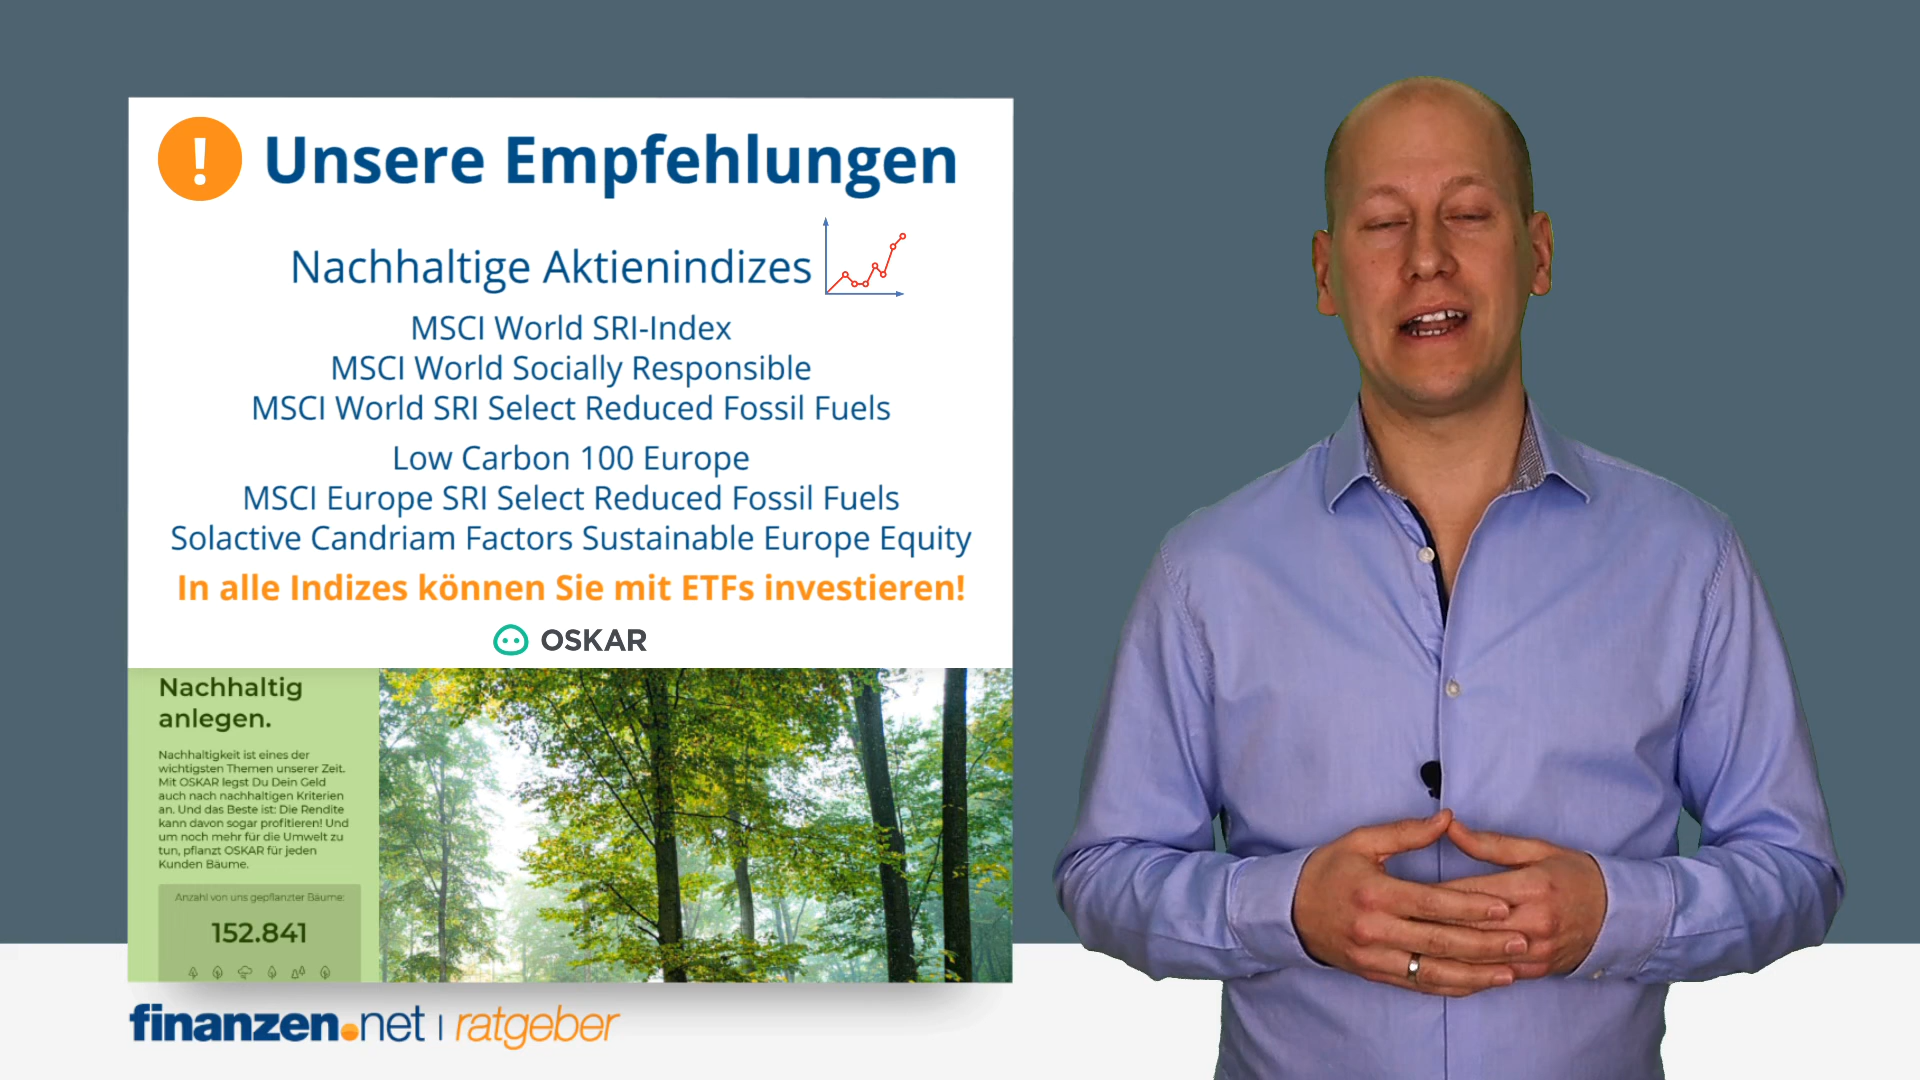 ! Unsere Empfehlungen
Nachhaltige Aktienindizes
MSCI World SRI-Index
MSCI World Socially Responsible
MSCI World SRI Select Reduced Fossil Fuels
Low Carbon 100 Europe
MSCI Europe SRI Select Reduced Fossil Fuels
Solactive Candriam Factors Sustainable Europe Equity
In alle Indizes können Sie mit ETFs investieren!
OSKAR
Nachhaltig
anlegen.
Nachhaltigkeit ist eines der
wichtigsten Themen unserer Zeit.
Mit OSKAR legst Du Dein Geld
auch nach nachhaltigen Kriterien
an. Und das Beste ist: Die Rendite
kann davon sogar profitieren! Und
um noch mehr für die Umwelt zu
tun, pflanzt OSKAR für jeden
Kunden Bäume.
Anzahl von uns gepflanzter Bäume:
152.841
finanzen.net | ratgeber